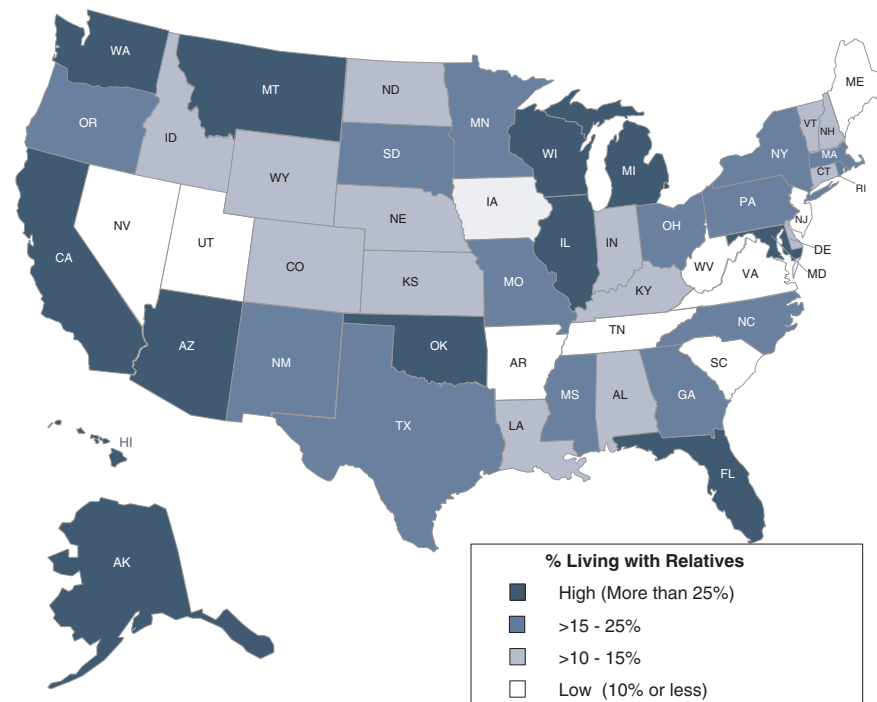 WA
MT
ND
MN
ME
OR
ID
SD
WI
MI
VT
NH
NY
MA
CT
RI
WY
IA
PA
NJ
NV
UT
NE
IL
IN
OH
DE
MD
CA
CO
KS
MO
KY
WV
VA
AZ
NM
OK
AR
TN
NC
SC
TX
LA
MS
AL
GA
FL
HI
AK
% Living with Relatives
High (More than 25%)
>15 - 25%
>10 - 15%
Low (10% or less)